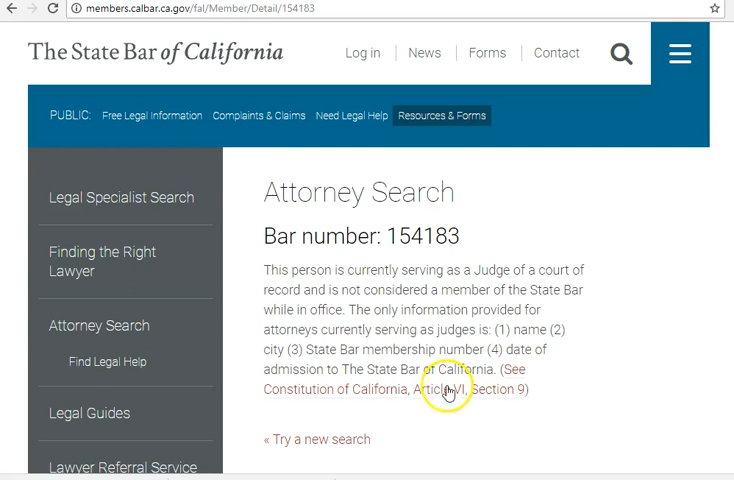 members.calbar.ca.gov/fal/Member/Detail/154183
The State Bar of California
Log in
News
Forms
Contact
PUBLIC:
Free Legal Information
Complaints & Claims
Need Legal Help
Resources & Forms
Legal Specialist Search
Finding the Right
Lawyer
Attorney Search
Find Legal Help
Legal Guides
Lawyer Referral Service
Attorney Search
Bar number: 154183
This person is currently serving as a Judge of a court of
record and is not considered a member of the State Bar
while in office. The only information provided for
attorneys currently serving as judges is: (1) name (2)
city (3) State Bar membership number (4) date of
admission to The State Bar of California. (See
Constitution of California, Article VI, Section 9)
« Try a new search